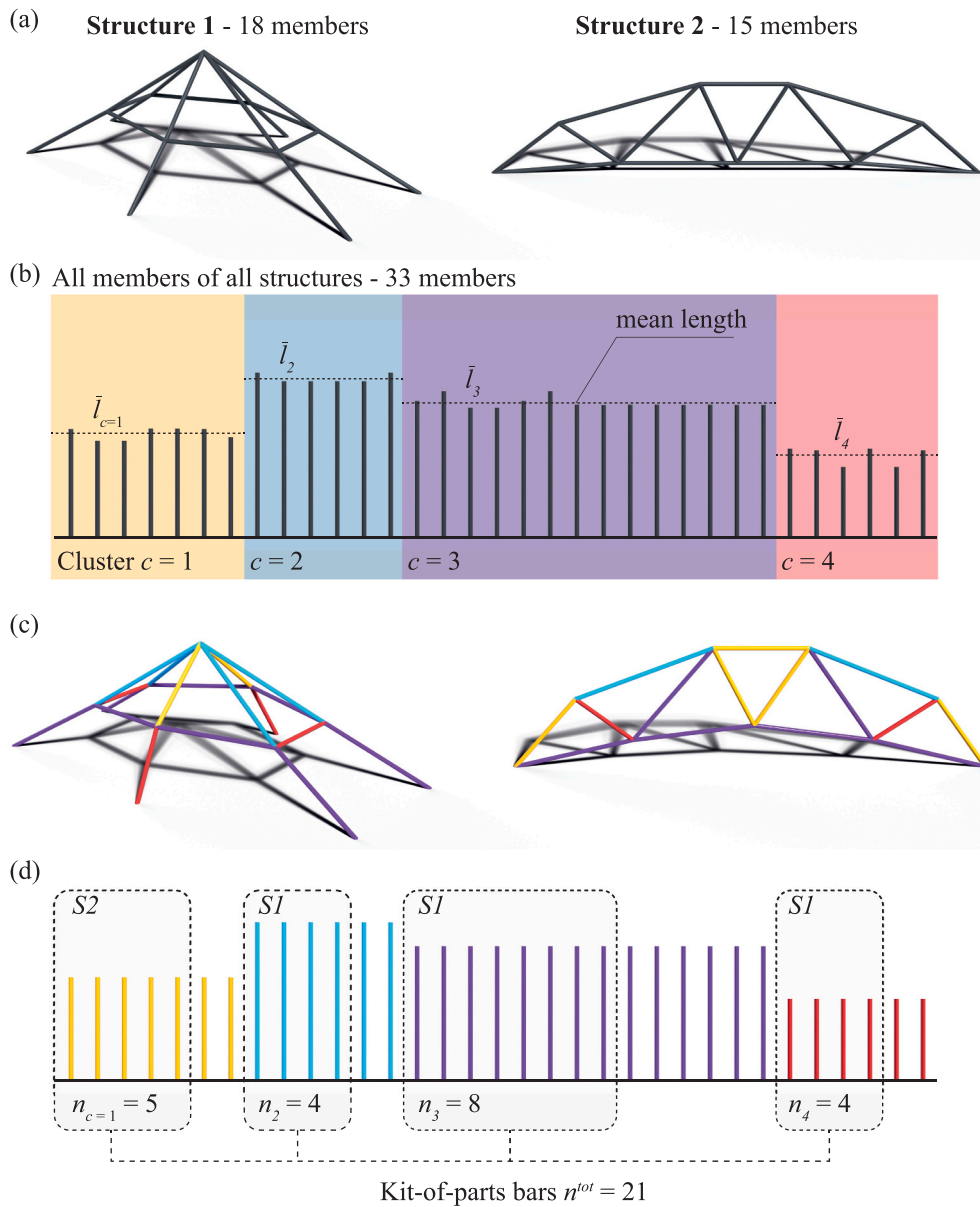 (a)
Structure 1 - 18 members
Structure 2 - 15 members
(b)
All members of all structures - 33 members
mean length
l̄c=1
l̄2
l̄3
l̄4
Cluster c = 1
c = 2
c = 3
c = 4
(c)
(d)
S2
S1
S1
S1
nc = 1 = 5
n2 = 4
n3 = 8
n4 = 4
Kit-of-parts bars ntot = 21